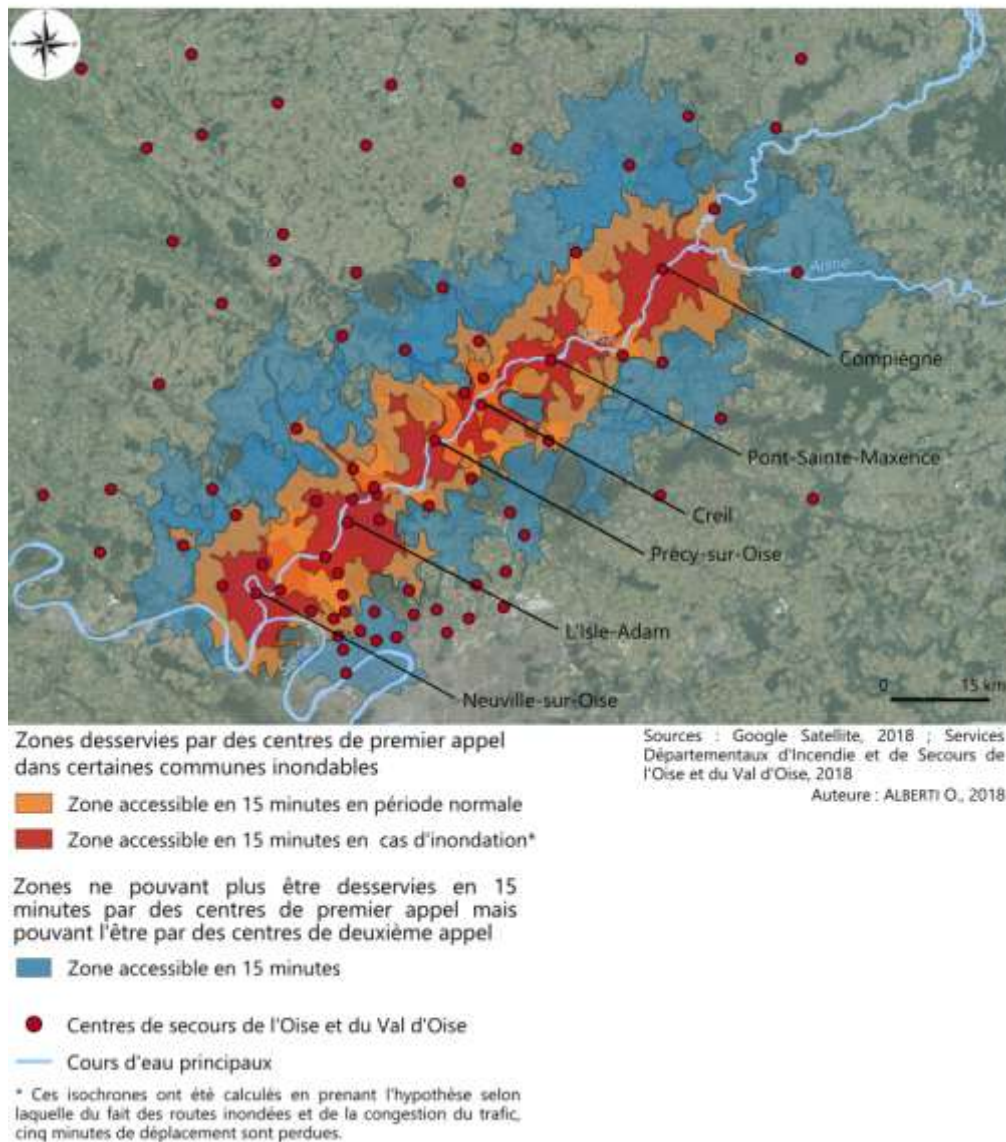 Aisne
Compiègne
Pont-Sainte-Maxence
Creil
Précy-sur-Oise
L'Isle-Adam
Neuville-sur-Oise
0 15 km
Zones desservies par des centres de premier appel
dans certaines communes inondables
Zone accessible en 15 minutes en période normale
Zone accessible en 15 minutes en cas d'inondation*
Zones ne pouvant plus être desservies en 15
minutes par des centres de premier appel mais
pouvant l'être par des centres de deuxième appel
Zone accessible en 15 minutes
Centres de secours de l'Oise et du Val d'Oise
Cours d'eau principaux
* Ces isochrones ont été calculés en prenant l'hypothèse selon
laquelle du fait des routes inondées et de la congestion du trafic,
cinq minutes de déplacement sont perdues.
Sources : Google Satellite, 2018 ; Services
Départementaux d'Incendie et de Secours de
l'Oise et du Val d'Oise, 2018
Auteure : ALBERTI O., 2018